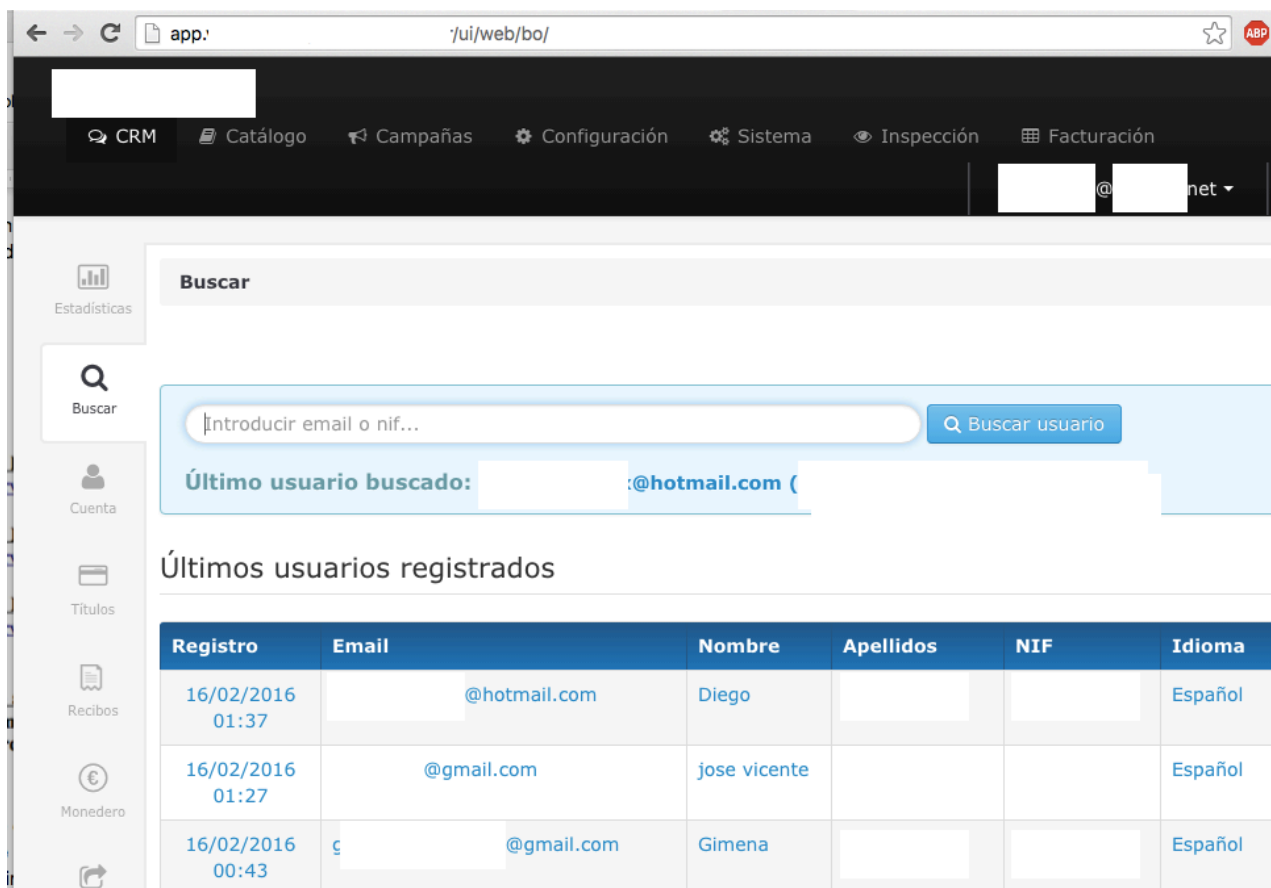 app. /ui/web/bo/
ABP
CRM Catálogo Campañas Configuración Sistema Inspección Facturación
@ net
Estadísticas
Buscar
Buscar
Introducir email o nif... Buscar usuario
Último usuario buscado: @hotmail.com (
Cuenta
Últimos usuarios registrados
Títulos
Registro Email Nombre Apellidos NIF Idioma
Recibos
16/02/2016 01:37 @hotmail.com Diego Español
16/02/2016 01:27 @gmail.com jose vicente Español
Monedero
16/02/2016 00:43 g @gmail.com Gimena Español